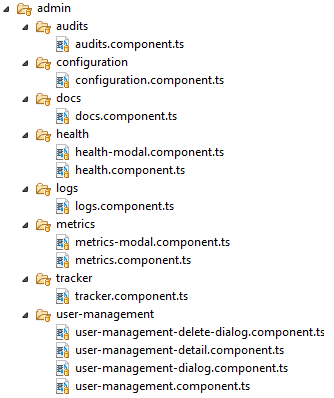 admin
audits
audits.component.ts
configuration
configuration.component.ts
docs
docs.component.ts
health
health-modal.component.ts
health.component.ts
logs
logs.component.ts
metrics
metrics-modal.component.ts
metrics.component.ts
tracker
tracker.component.ts
user-management
user-management-delete-dialog.component.ts
user-management-detail.component.ts
user-management-dialog.component.ts
user-management.component.ts